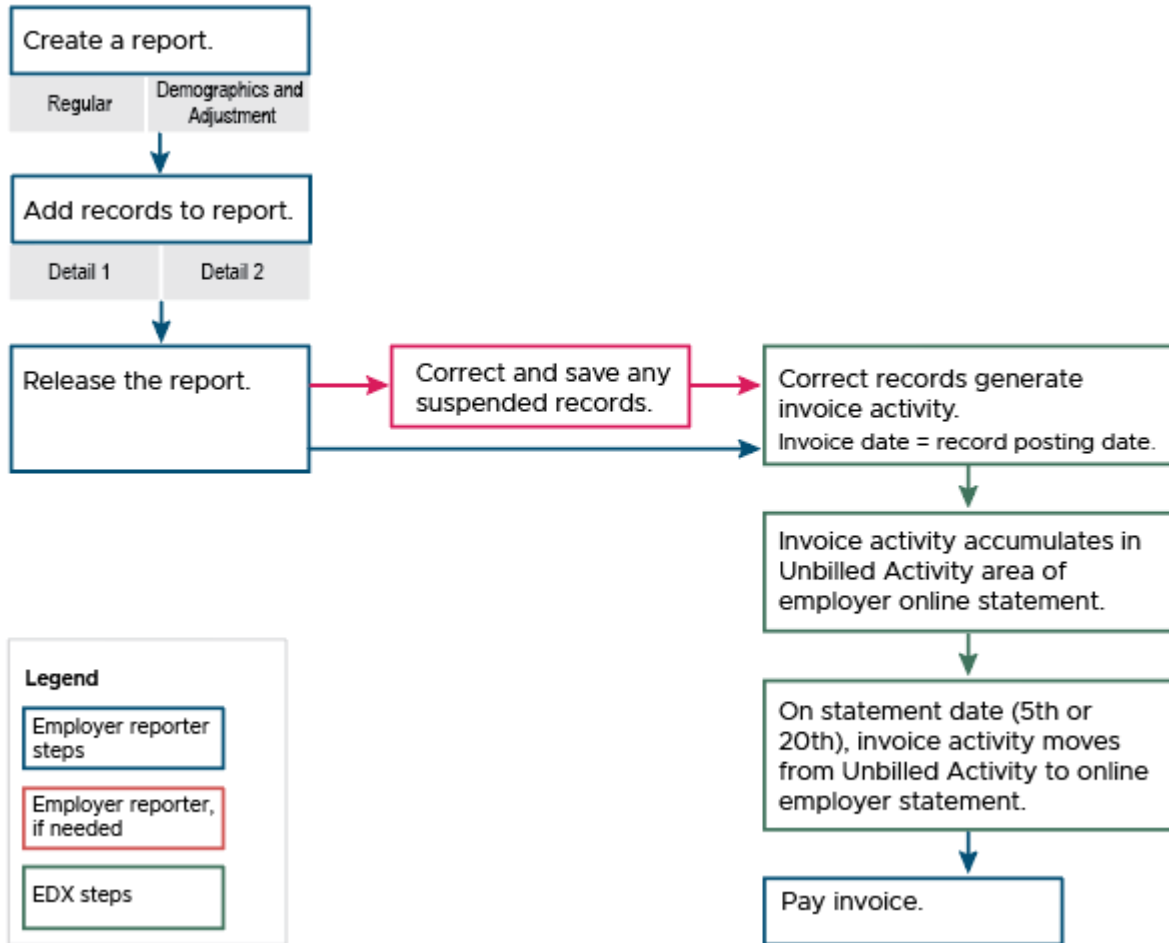 Create a report.
Regular
Demographics and
Adjustment
Add records to report.
Detail 1
Detail 2
Release the report.
Correct and save any
suspended records.
Correct records generate
invoice activity.
Invoice date = record posting date.
Invoice activity accumulates in
Unbilled Activity area of
employer online statement.
On statement date (5th or
20th), invoice activity moves
from Unbilled Activity to online
employer statement.
Pay invoice.
Legend
Employer reporter
steps
Employer reporter,
if needed
EDX steps